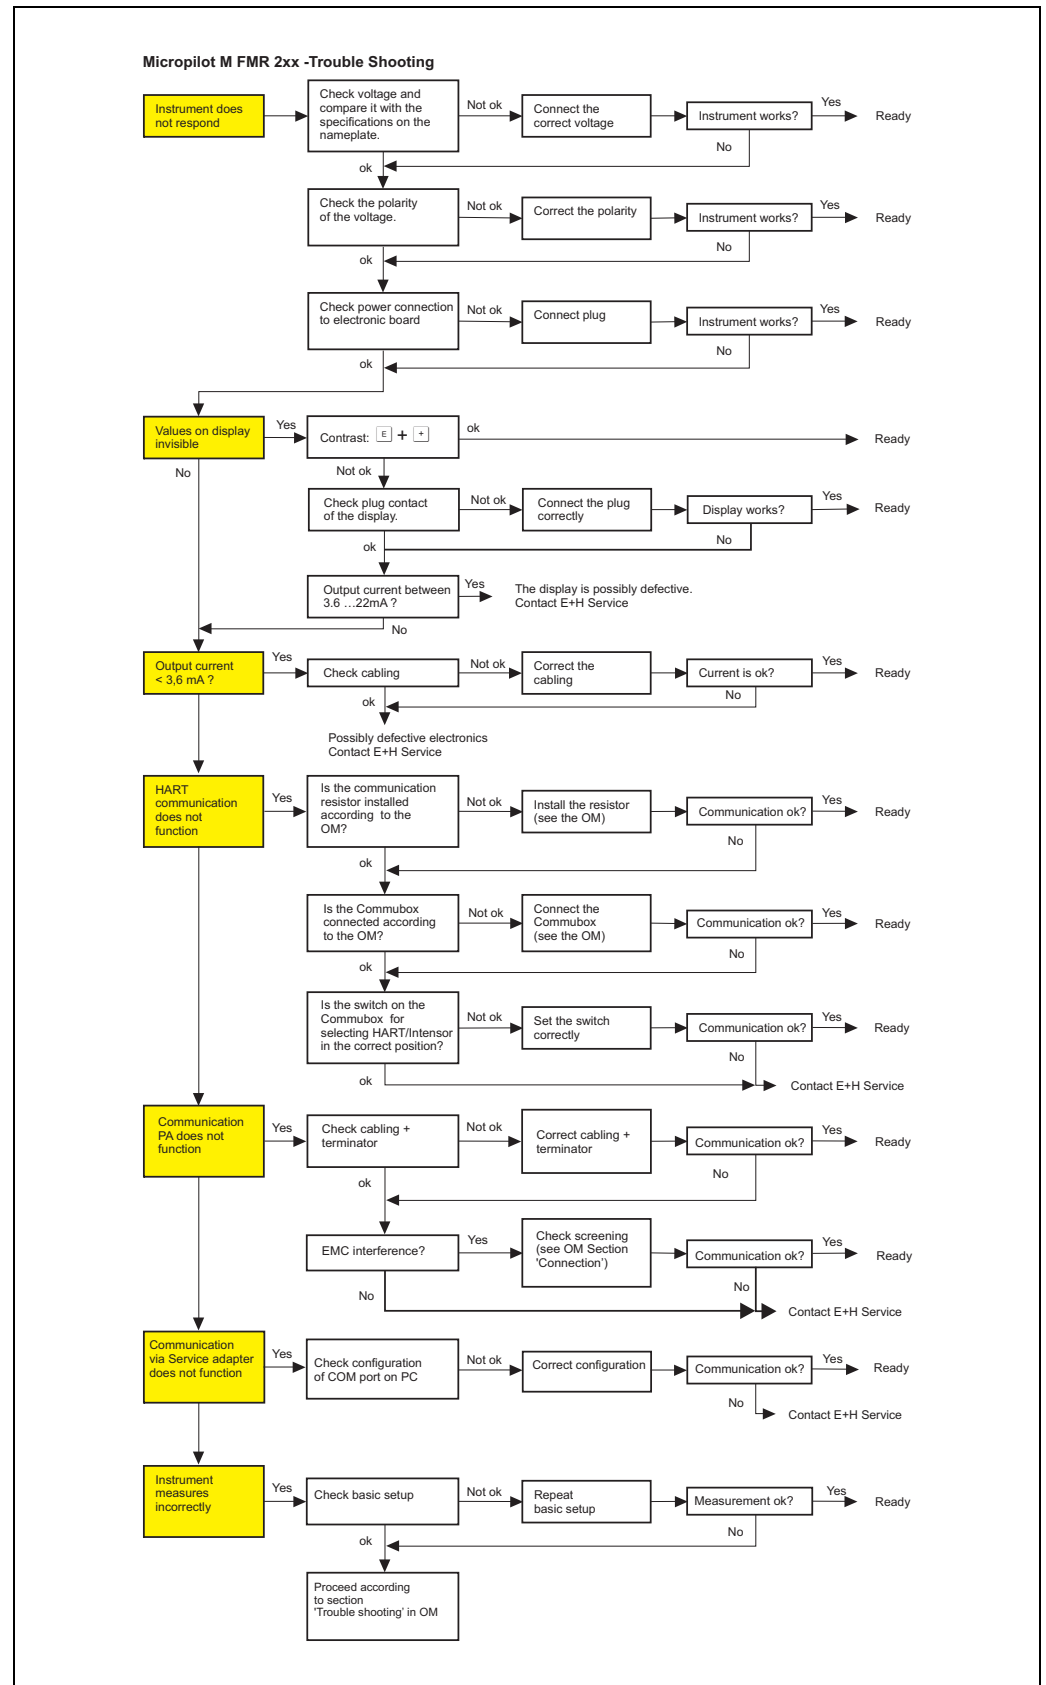 Micropilot M FMR 2xx -Trouble Shooting
Instrument does
not respond
Check voltage and
compare it with the
specifications on the
nameplate.
Not ok
Connect the
correct voltage
Instrument works?
Yes
Ready
No
ok
Check the polarity
of the voltage.
Not ok
Correct the polarity
Instrument works?
Yes
Ready
No
ok
Check power connection
to electronic board
Not ok
Connect plug
Instrument works?
Yes
Ready
No
ok
Values on display
invisible
Yes
Contrast: E + +
ok
Ready
No
Not ok
Check plug contact
of the display.
Not ok
Connect the plug
correctly
Display works?
Yes
Ready
No
ok
Output current between
3.6 ...22mA ?
Yes
The display is possibly defective.
Contact E+H Service
No
Output current
< 3,6 mA ?
Yes
Check cabling
Not ok
Correct the
cabling
Current is ok?
Yes
Ready
No
ok
Possibly defective electronics
Contact E+H Service
HART
communication
does not
function
Yes
Is the communication
resistor installed
according to the
OM?
Not ok
Install the resistor
(see the OM)
Communication ok?
Yes
Ready
No
ok
Is the Commubox
connected according
to the OM?
Not ok
Connect the
Commubox
(see the OM)
Communication ok?
Yes
Ready
No
ok
Is the switch on the
Commubox for
selecting HART/Intensor
in the correct position?
Not ok
Set the switch
correctly
Communication ok?
Yes
Ready
No
ok
Contact E+H Service
Communication
PA does not
function
Yes
Check cabling +
terminator
Not ok
Correct cabling +
terminator
Communication ok?
Yes
Ready
No
ok
EMC interference?
Yes
Check screening
(see OM Section
'Connection')
Communication ok?
Yes
Ready
No
No
Contact E+H Service
Communication
via Service adapter
does not function
Yes
Check configuration
of COM port on PC
Not ok
Correct configuration
Communication ok?
Yes
Ready
No
Contact E+H Service
Instrument
measures
incorrectly
Yes
Check basic setup
Not ok
Repeat
basic setup
Measurement ok?
Yes
Ready
No
ok
Proceed according
to section
'Trouble shooting' in OM